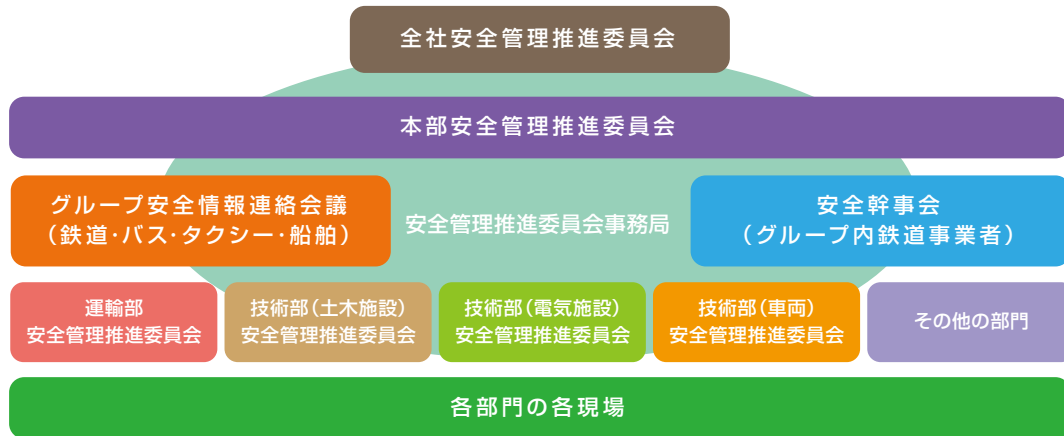 全社安全管理推進委員会
本部安全管理推進委員会
グループ安全情報連絡会議
（鉄道・バス・タクシー・船舶）
安全管理推進委員会事務局
安全幹事会
（グループ内鉄道事業者）
運輸部
安全管理推進委員会
技術部（土木施設）
安全管理推進委員会
技術部（電気施設）
安全管理推進委員会
技術部（車両）
安全管理推進委員会
その他の部門
各部門の各現場